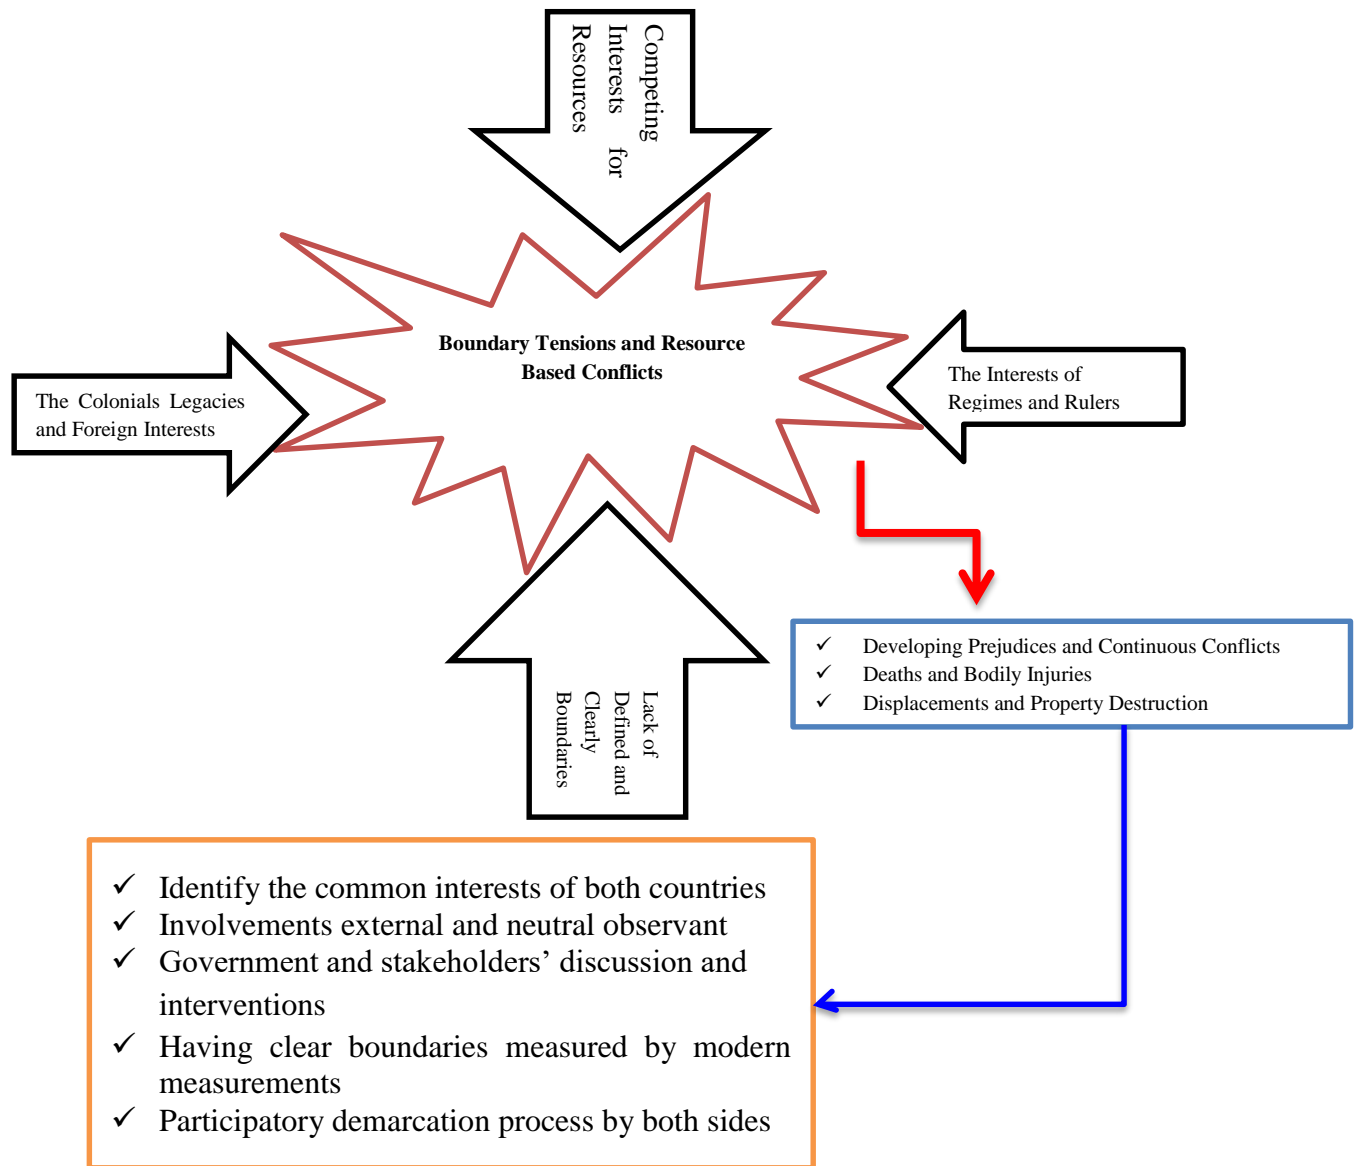 Competing
Interests for
Resources
Boundary Tensions and Resource
Based Conflicts
The Colonials Legacies
and Foreign Interests
The Interests of
Regimes and Rulers
✓ Developing Prejudices and Continuous Conflicts
✓ Deaths and Bodily Injuries
✓ Displacements and Property Destruction
Lack of
Defined and
Clearly
Boundaries
✓ Identify the common interests of both countries
✓ Involvements external and neutral observant
✓ Government and stakeholders’ discussion and
interventions
✓ Having clear boundaries measured by modern
measurements
✓ Participatory demarcation process by both sides